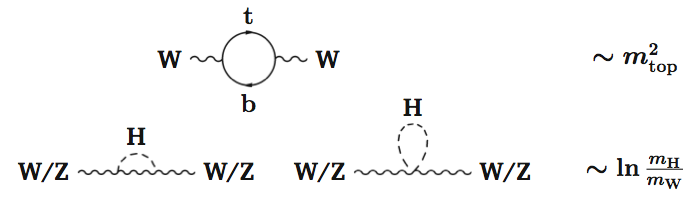 t
W W ∼ m²top
b
H H
W/Z W/Z W/Z W/Z ∼ ln mH/mW